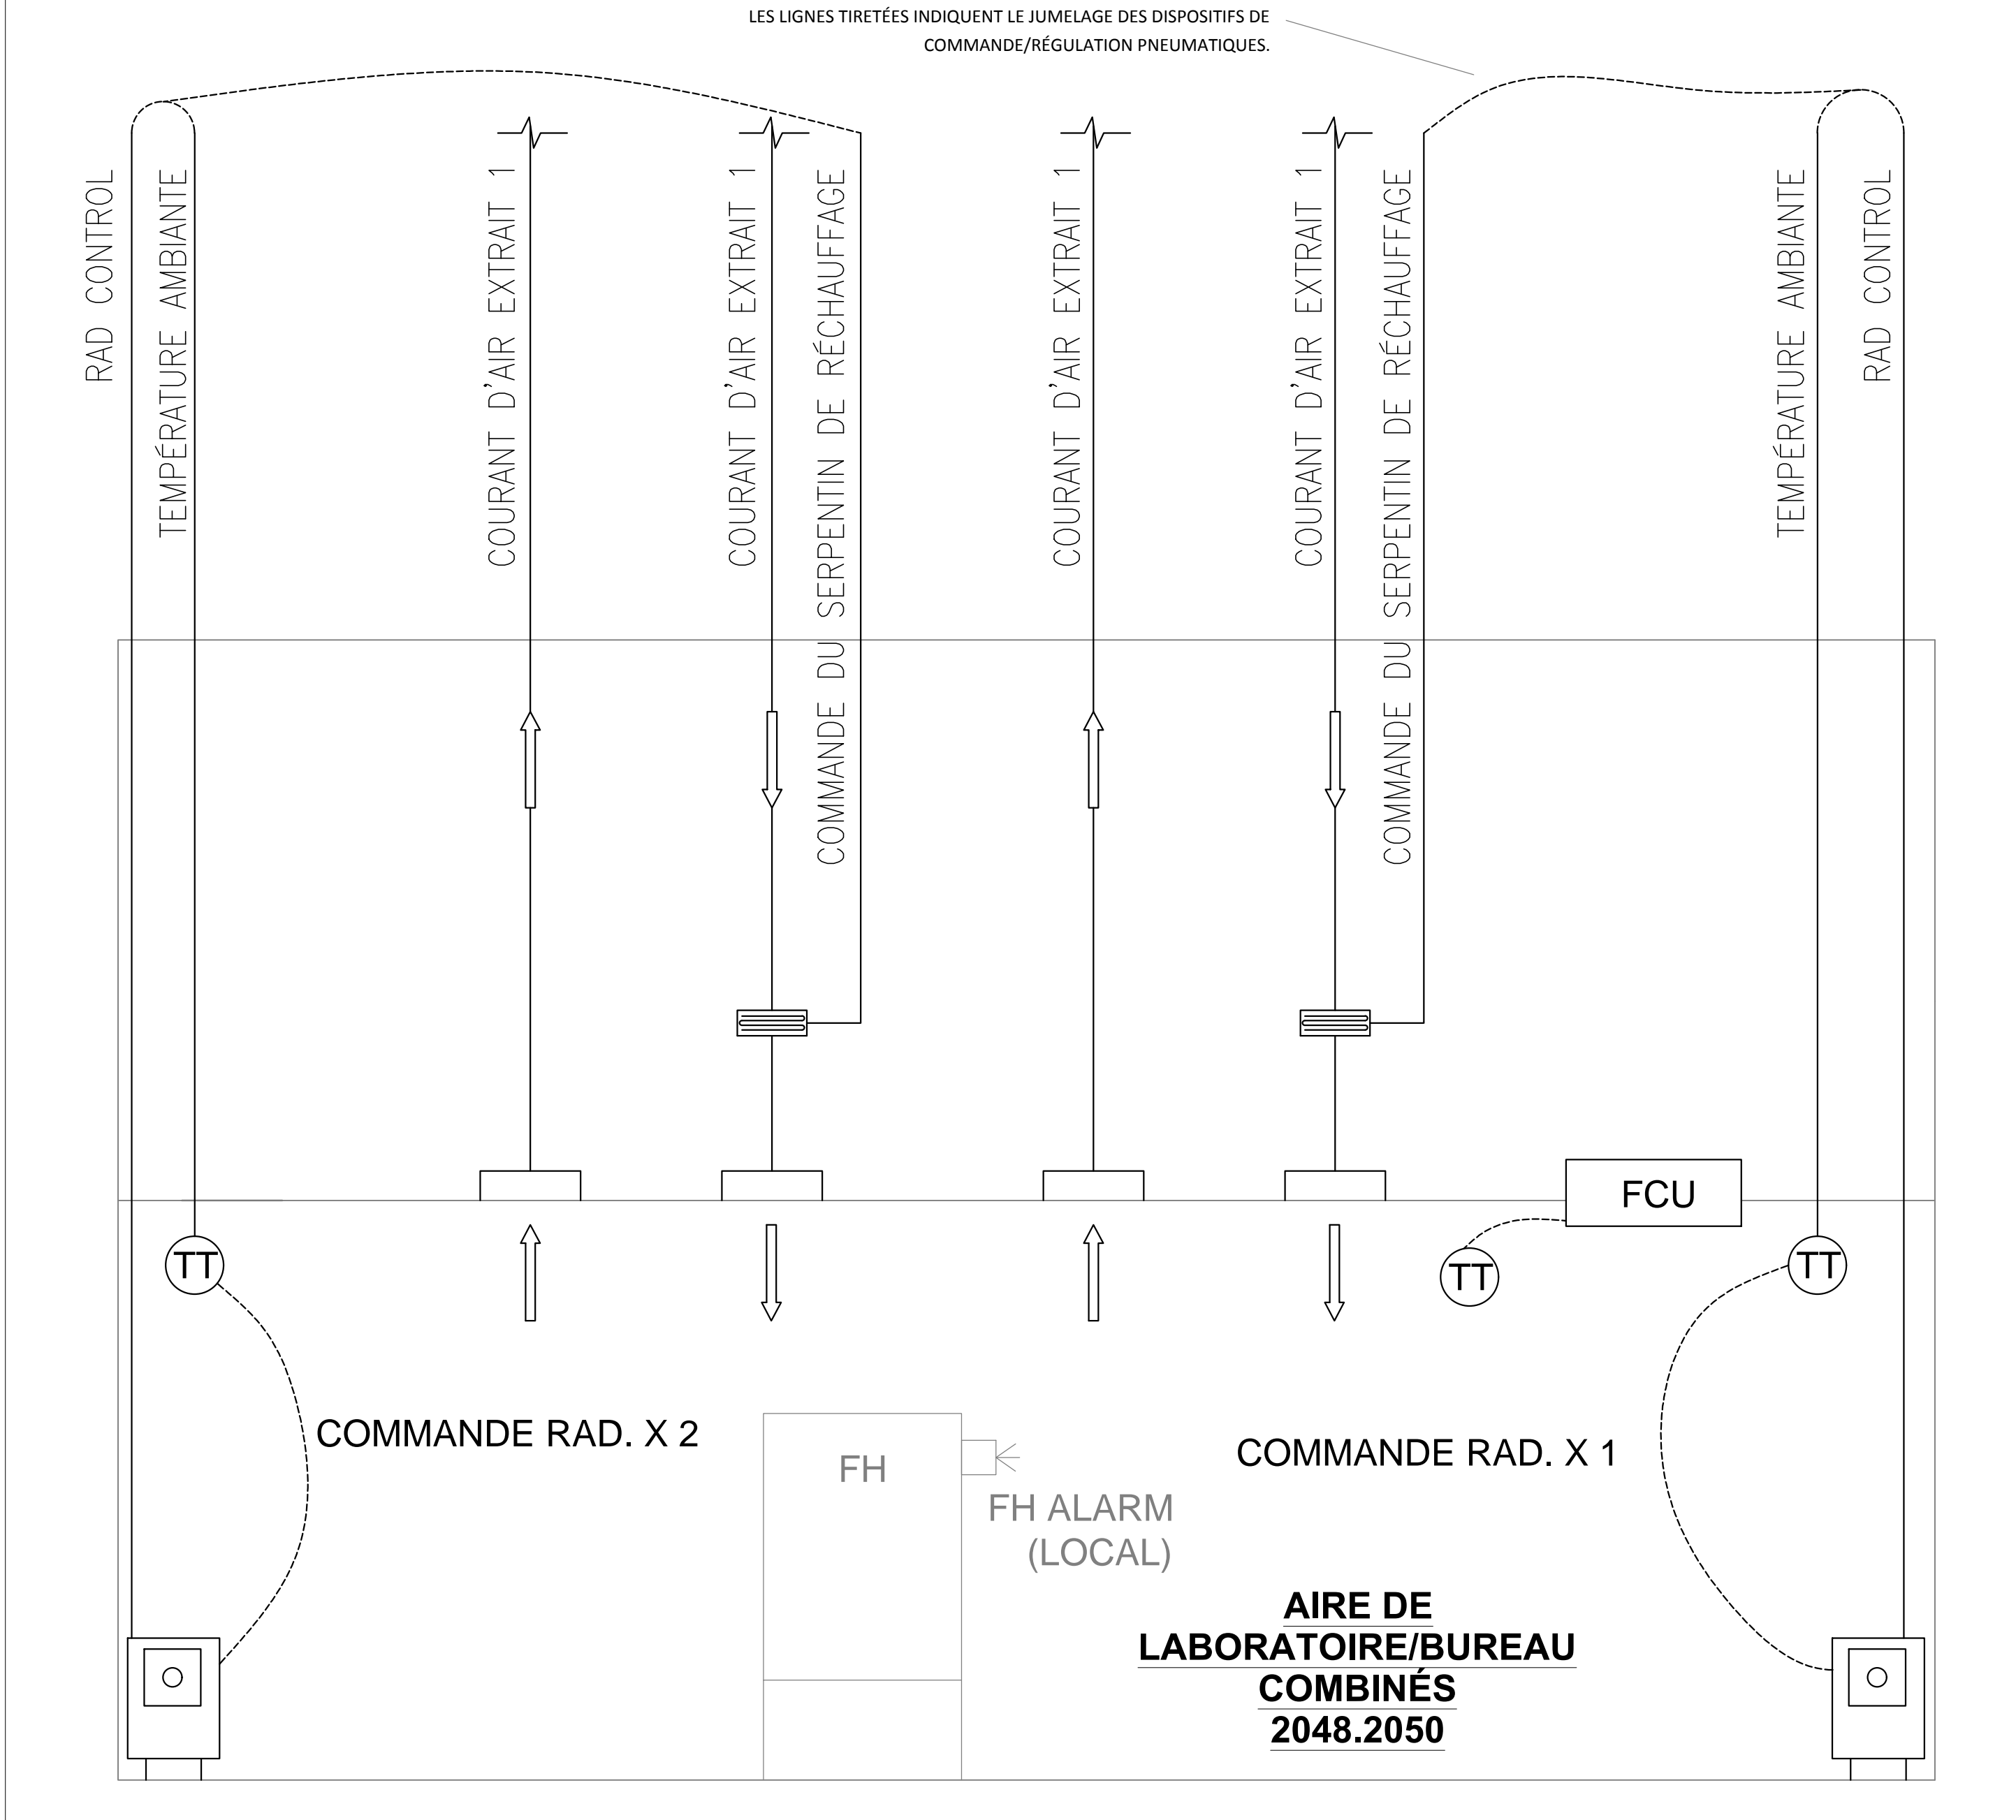 LES LIGNES TIRETÉES INDIQUENT LE JUMELAGE DES DISPOSITIFS DE
COMMANDE/RÉGULATION PNEUMATIQUES.
RAD CONTROL
TEMPÉRATURE AMBIANTE
COURANT D'AIR EXTRAIT 1
COURANT D'AIR EXTRAIT 1
COMMANDE DU SERPENTIN DE RÉCHAUFFAGE
COURANT D'AIR EXTRAIT 1
COURANT D'AIR EXTRAIT 1
COMMANDE DU SERPENTIN DE RÉCHAUFFAGE
TEMPÉRATURE AMBIANTE
RAD CONTROL
FCU
TT
TT
TT
COMMANDE RAD. X 2
COMMANDE RAD. X 1
FH
FH ALARM
(LOCAL)
AIRE DE
LABORATOIRE/BUREAU
COMBINÉS
2048.2050